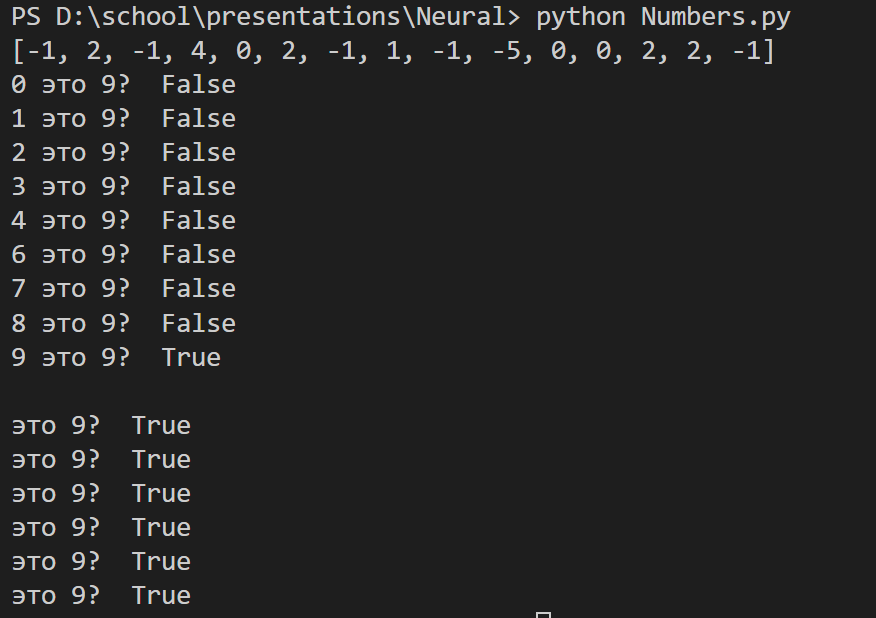 PS D:\school\presentations\Neural> python Numbers.py
[-1, 2, -1, 4, 0, 2, -1, 1, -1, -5, 0, 0, 2, 2, -1]
0 это 9?  False
1 это 9?  False
2 это 9?  False
3 это 9?  False
4 это 9?  False
6 это 9?  False
7 это 9?  False
8 это 9?  False
9 это 9?  True

это 9?  True
это 9?  True
это 9?  True
это 9?  True
это 9?  True
это 9?  True